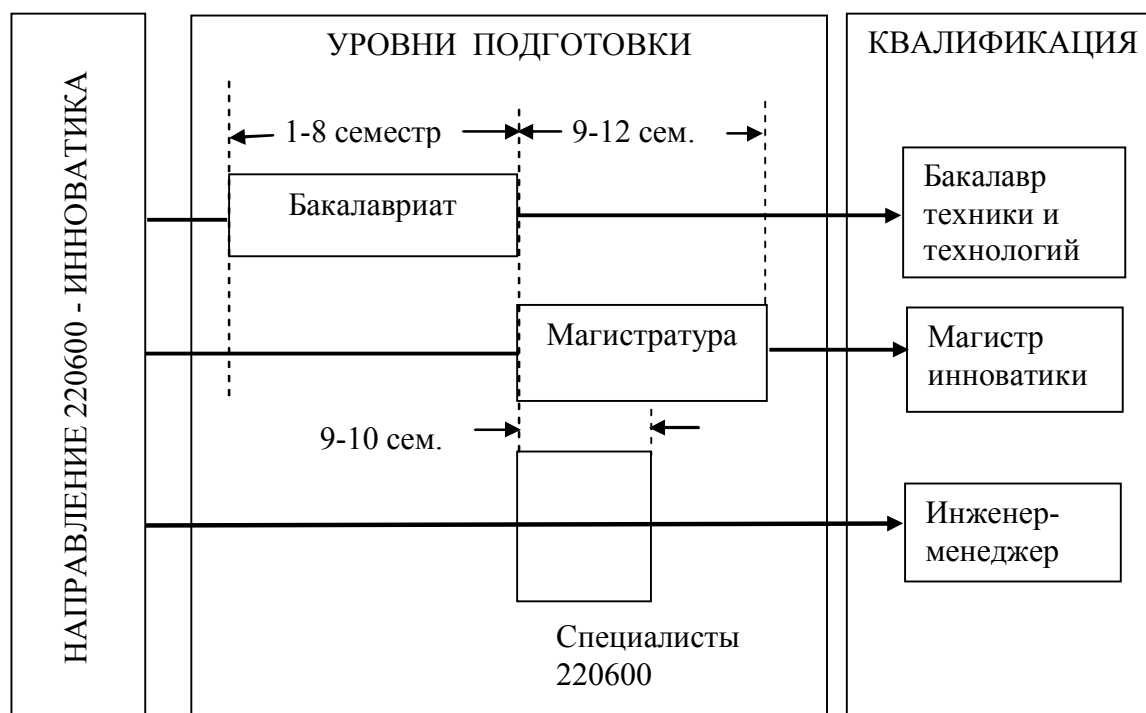 НАПРАВЛЕНИЕ 220600 - ИННОВАТИКА
УРОВНИ ПОДГОТОВКИ
КВАЛИФИКАЦИЯ
1-8 семестр
9-12 сем.
Бакалавриат
Бакалавр
техники и
технологий
Магистратура
Магистр
инноватики
9-10 сем.
Инженер-
менеджер
Специалисты
220600